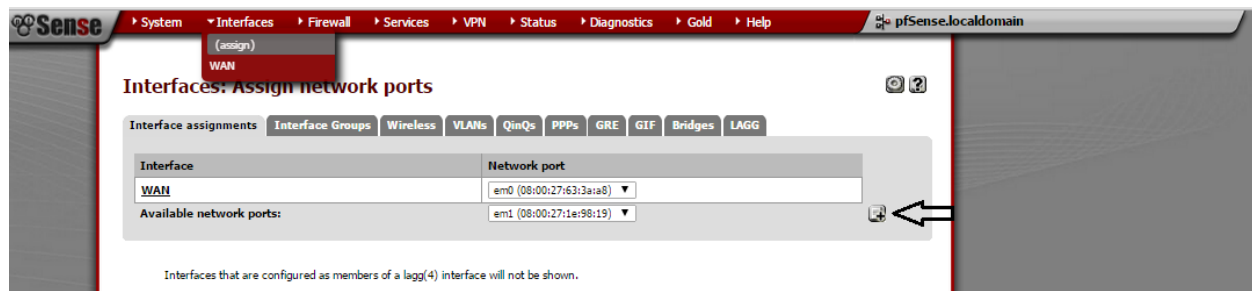 Sense System Interfaces Firewall Services VPN Status Diagnostics Gold Help pfSense.localdomain
(assign)
WAN
Interfaces: Assign network ports ?
Interface assignments Interface Groups Wireless VLANs QinQs PPPs GRE GIF Bridges LAGG
Interface Network port
WAN em0 (08:00:27:63:3a:a8)
Available network ports: em1 (08:00:27:1e:98:19)
Interfaces that are configured as members of a lagg(4) interface will not be shown.